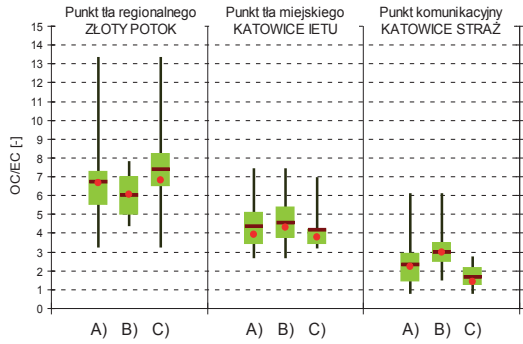 Punkt tła regionalnego
ZŁOTY POTOK
Punkt tła miejskiego
KATOWICE IETU
Punkt komunikacyjny
KATOWICE STRAŻ
OC/EC [-]
15
14
13
12
11
10
9
8
7
6
5
4
3
2
1
0
A) B) C) A) B) C) A) B) C)